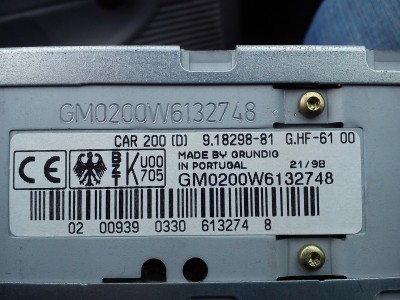 GM0200W6132748
CAR 200 (D) 9.18298-81 G.HF-61 00
CE BZT K U00 705
MADE BY GRUNDIG
IN PORTUGAL 21/98
GM0200W6132748
02 00939 0330 613274 8